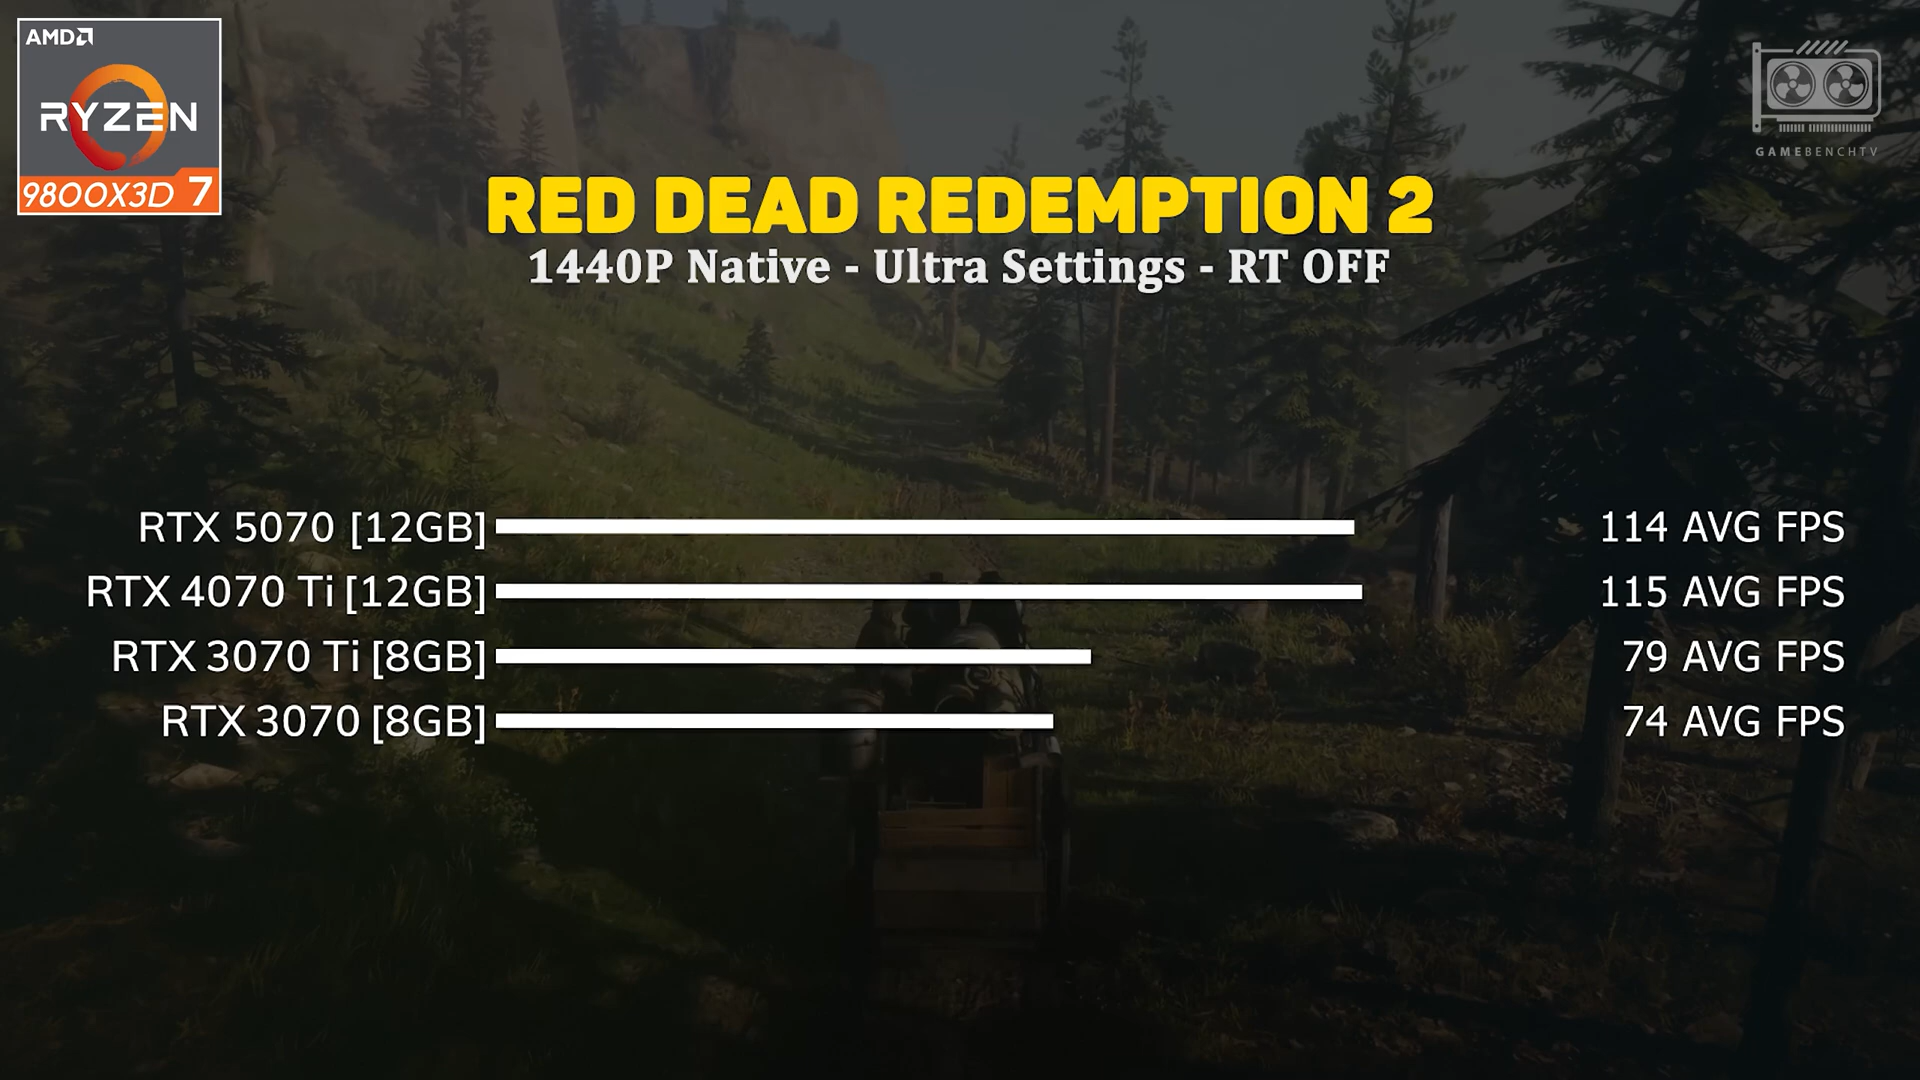 AMD
RYZEN
9800X3D 7
GAMEBENCHTV
RED DEAD REDEMPTION 2
1440P Native - Ultra Settings - RT OFF
RTX 5070 [12GB] 114 AVG FPS
RTX 4070 Ti [12GB] 115 AVG FPS
RTX 3070 Ti [8GB] 79 AVG FPS
RTX 3070 [8GB] 74 AVG FPS